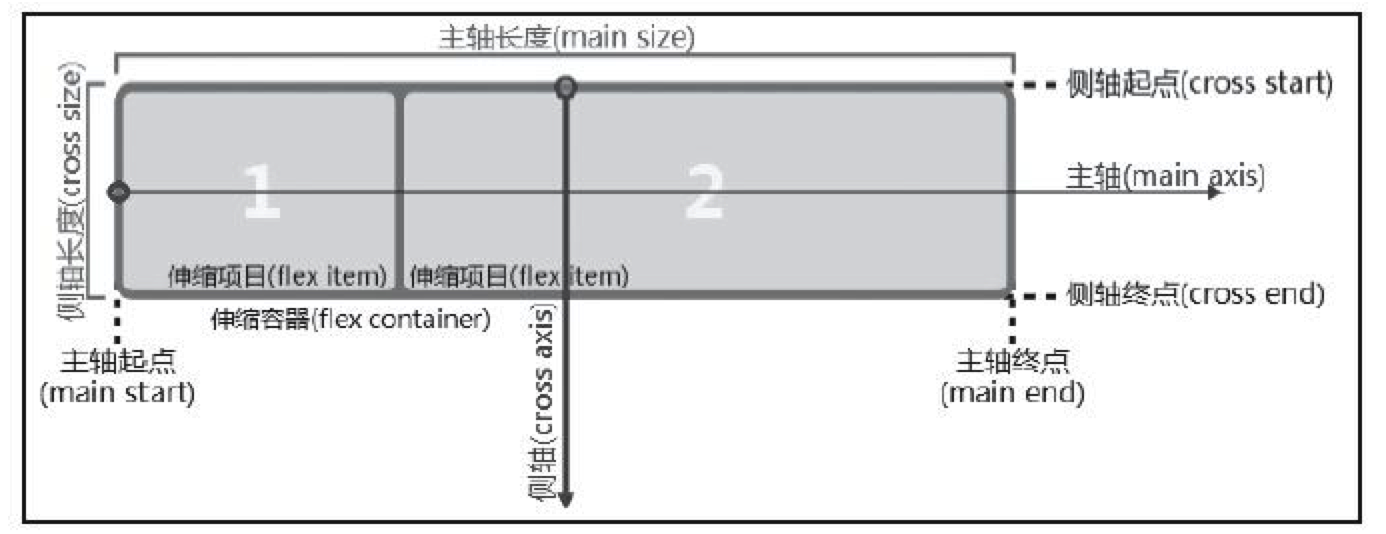 主轴长度(main size)
侧轴长度(cross size)
侧轴起点(cross start)
1
2
主轴(main axis)
伸缩项目(flex item)
伸缩项目(flex item)
侧轴终点(cross end)
伸缩容器(flex container)
侧轴(cross axis)
主轴起点
(main start)
主轴终点
(main end)